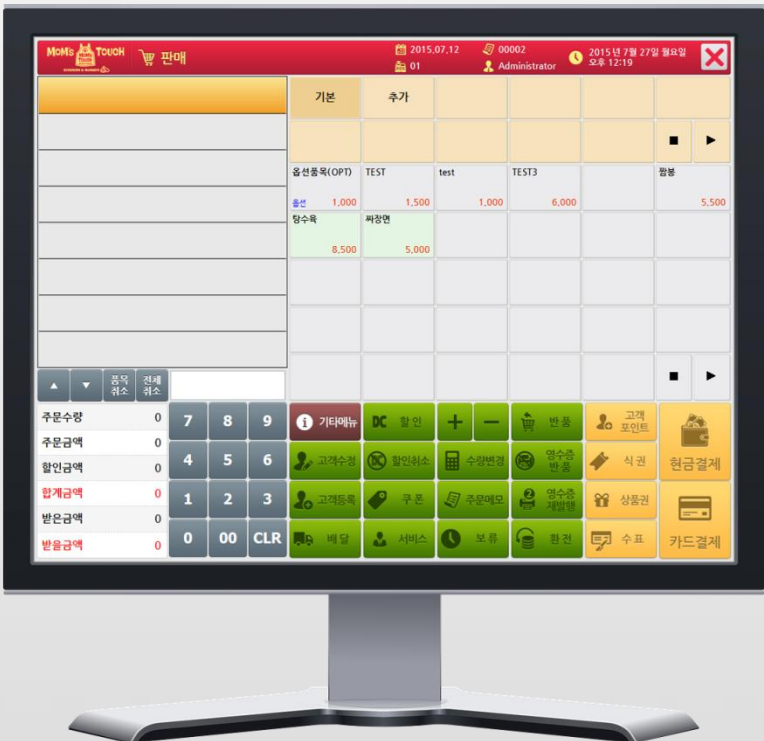 MOM'S TOUCH
판매
2015.07.12
00002
01
Administrator
2015년 7월 27일 월요일
오후 12:19
기본
추가
옵션품목(OPT)
옵션 1,000
TEST
1,500
test
1,000
TEST3
6,000
짬뽕
5,500
탕수육
8,500
짜장면
5,000
품목
취소
전체
취소
주문수량 0
주문금액 0
할인금액 0
합계금액 0
받은금액 0
받을금액 0
7 8 9
4 5 6
1 2 3
0 00 CLR
기타메뉴
DC 할인
+
−
반품
고객
포인트
고객수정
DC 할인취소
수량변경
영수증
반품
식권
현금결제
고객등록
쿠폰
주문메모
2 영수증
재발행
상품권
배달
서비스
보류
환전
수표
카드결제